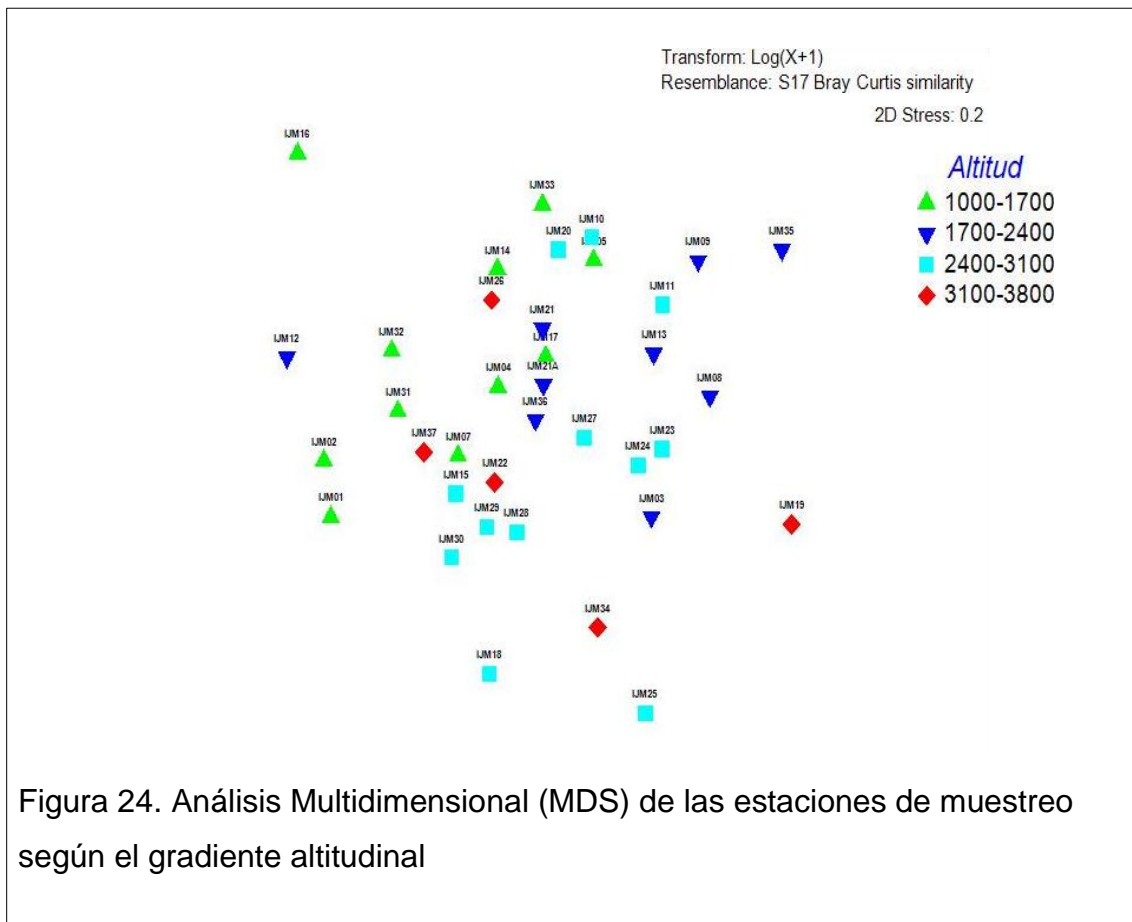 Transform: Log(X+1)
Resemblance: S17 Bray Curtis similarity
2D Stress: 0.2
Altitud
1000-1700
1700-2400
2400-3100
3100-3800
IJM16
IJM33
IJM10
IJM20
IJM35
IJM09
IJM14
IJM26
IJM11
IJM21
IJM12
IJM32
IJM13
IJM04
IJM21A
IJM08
IJM31
IJM36
IJM27
IJM37
IJM07
IJM23
IJM02
IJM24
IJM22
IJM15
IJM01
IJM03
IJM19
IJM29
IJM28
IJM30
IJM34
IJM18
IJM25
Figura 24. Análisis Multidimensional (MDS) de las estaciones de muestreo
según el gradiente altitudinal